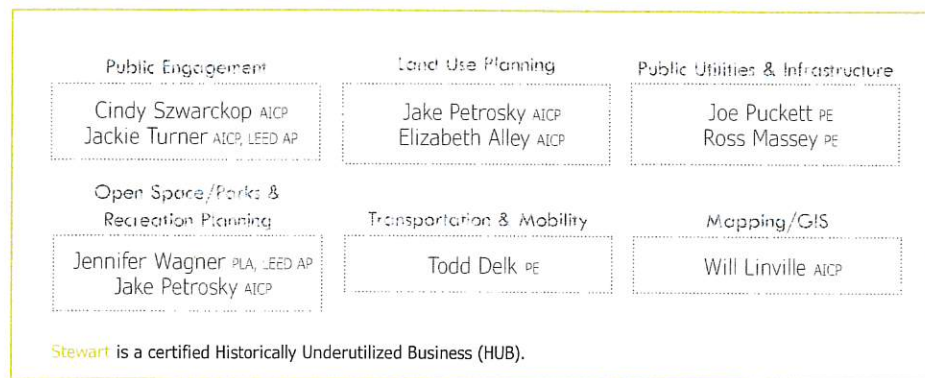 Public Engagement
Cindy Szwarckop AICP
Jackie Turner AICP, LEED AP
Land Use Planning
Jake Petrosky AICP
Elizabeth Alley AICP
Public Utilities & Infrastructure
Joe Puckett PE
Ross Massey PE
Open Space/Parks &
Recreation Planning
Jennifer Wagner PLA, LEED AP
Jake Petrosky AICP
Transportation & Mobility
Todd Delk PE
Mapping/GIS
Will Linville AICP
Stewart is a certified Historically Underutilized Business (HUB).